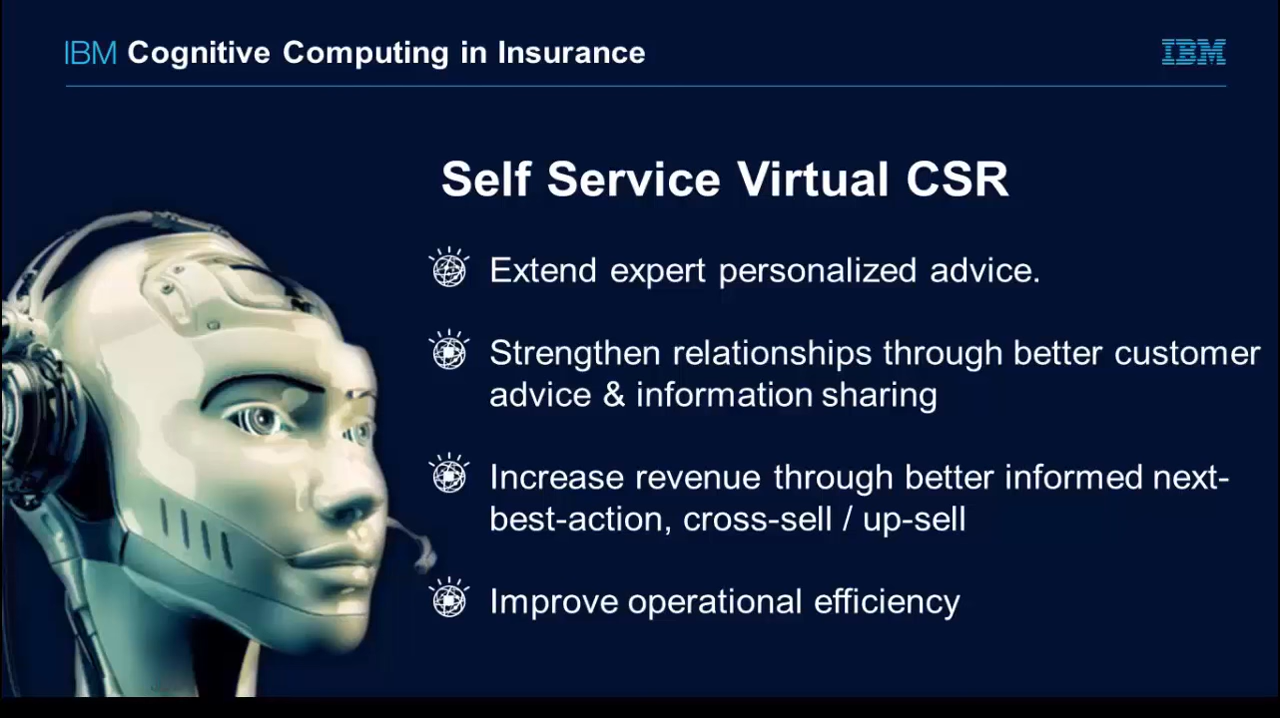 IBM Cognitive Computing in Insurance
IBM
Self Service Virtual CSR
Extend expert personalized advice.
Strengthen relationships through better customer
advice & information sharing
Increase revenue through better informed next-
best-action, cross-sell / up-sell
Improve operational efficiency